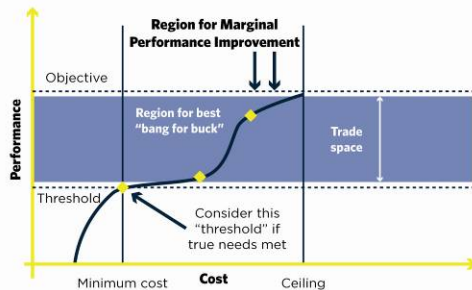 Region for Marginal
Performance Improvement
Objective
Region for best
"bang for buck"
Trade
space
Performance
Threshold
Consider this
"threshold" if
true needs met
Minimum cost
Cost
Ceiling